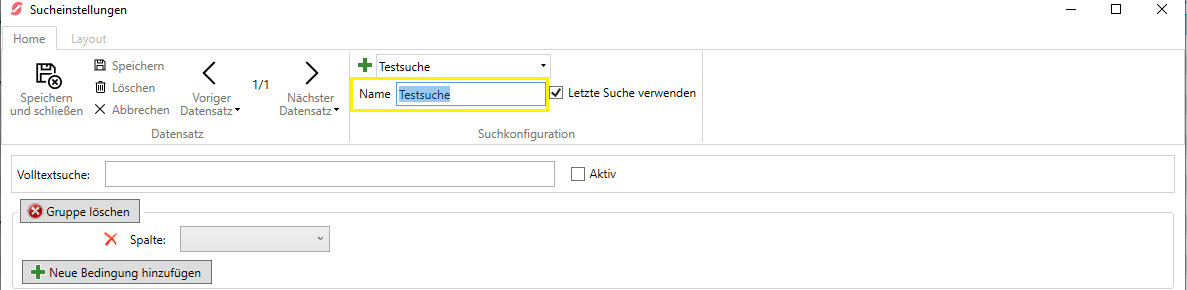 Sucheinstellungen
Home
Layout
Speichern und schließen
Speichern
Löschen
Abbrechen
Voriger Datensatz
1/1
Nächster Datensatz
Datensatz
Testsuche
Name
Testsuche
Letzte Suche verwenden
Suchkonfiguration
Volltextsuche:
Aktiv
Gruppe löschen
Spalte:
Neue Bedingung hinzufügen